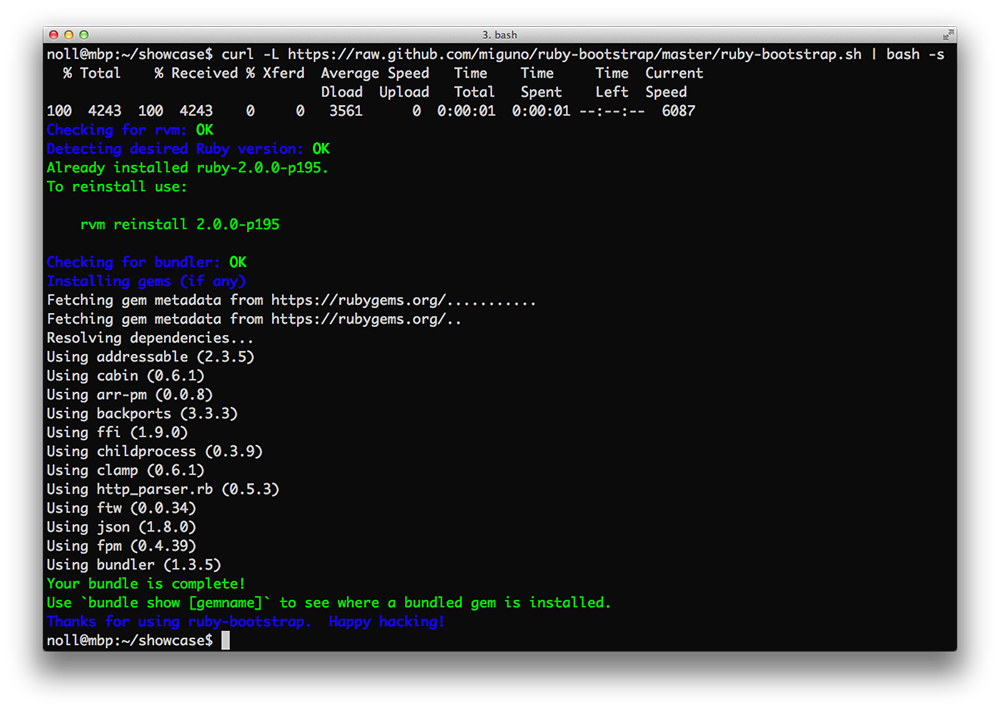 3. bash
noll@mbp:~/showcase$ curl -L https://raw.github.com/miguno/ruby-bootstrap/master/ruby-bootstrap.sh | bash -s
% Total % Received % Xferd Average Speed Time Time Time Current
Dload Upload Total Spent Left Speed
100 4243 100 4243 0 0 3561 0 0:00:01 0:00:01 --:--:-- 6087
Checking for rvm: OK
Detecting desired Ruby version: OK
Already installed ruby-2.0.0-p195.
To reinstall use:
rvm reinstall 2.0.0-p195
Checking for bundler: OK
Installing gems (if any)
Fetching gem metadata from https://rubygems.org/...........
Fetching gem metadata from https://rubygems.org/..
Resolving dependencies...
Using addressable (2.3.5)
Using cabin (0.6.1)
Using arr-pm (0.0.8)
Using backports (3.3.3)
Using ffi (1.9.0)
Using childprocess (0.3.9)
Using clamp (0.6.1)
Using http_parser.rb (0.5.3)
Using ftw (0.0.34)
Using json (1.8.0)
Using fpm (0.4.39)
Using bundler (1.3.5)
Your bundle is complete!
Use `bundle show [gemname]` to see where a bundled gem is installed.
Thanks for using ruby-bootstrap. Happy hacking!
noll@mbp:~/showcase$